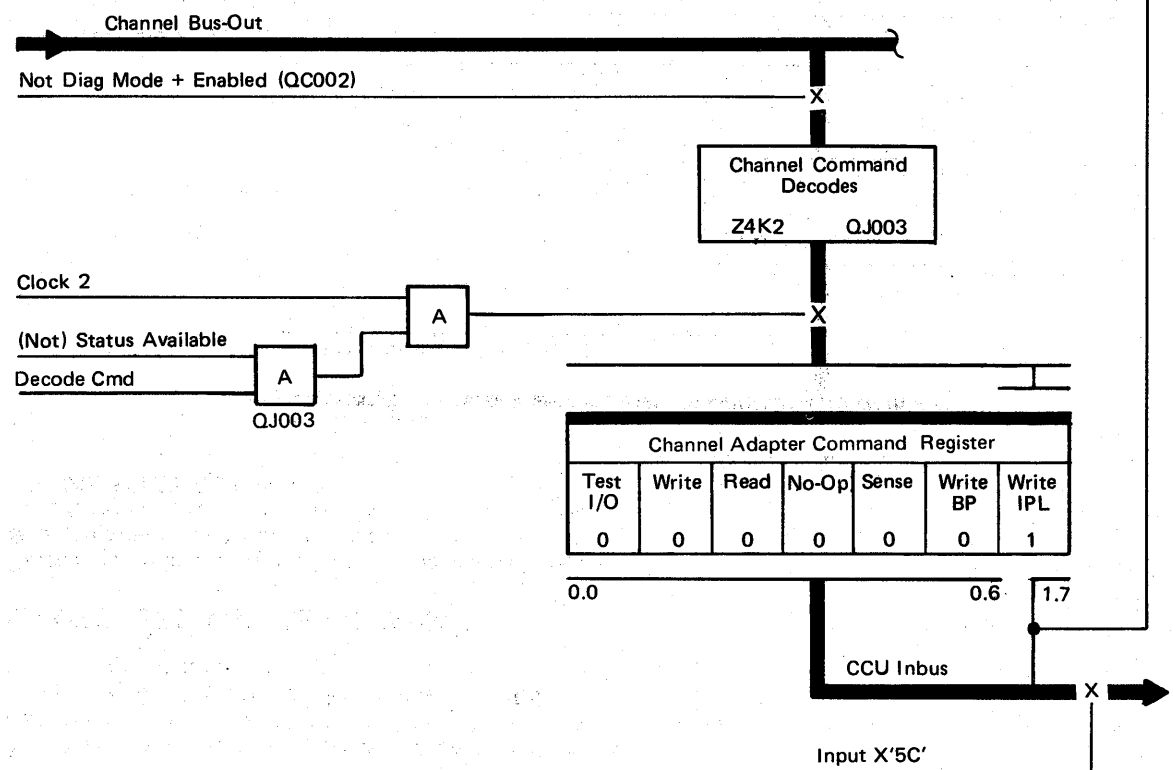 Channel Bus-Out
Not Diag Mode + Enabled (QC002)
X
Channel Command
Decodes
Z4K2 QJ003
Clock 2
A
X
(Not) Status Available
Decode Cmd
A
QJ003
Channel Adapter Command Register
Test I/O Write Read No-Op Sense Write BP Write IPL
0 0 0 0 0 0 1
0.0 0.6 1.7
CCU Inbus
X
Input X'5C'